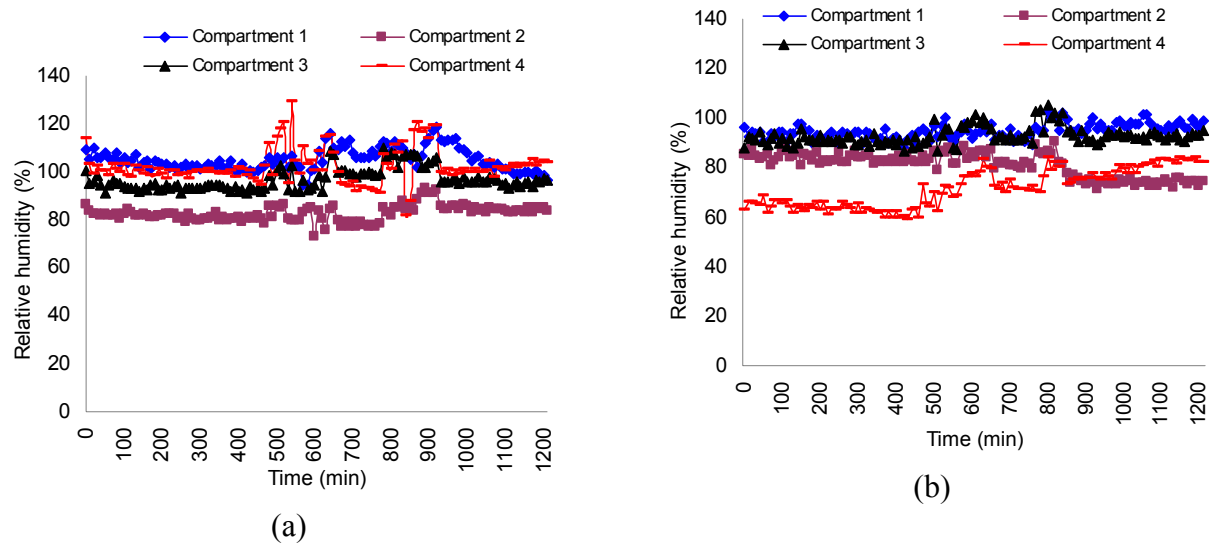 Compartment 1
Compartment 2
Compartment 3
Compartment 4
140
120
100
80
60
40
20
0
Relative humidity (%)
0 100 200 300 400 500 600 700 800 900 1000 1100 1200
Time (min)
(a)
Compartment 1
Compartment 2
Compartment 3
Compartment 4
140
120
100
80
60
40
20
0
Relative humidity (%)
0 100 200 300 400 500 600 700 800 900 1000 1100 1200
Time (min)
(b)